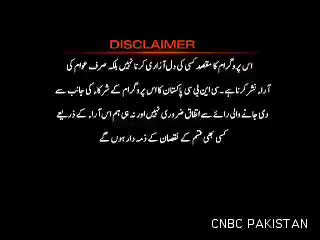 DISCLAIMER
اس پروگرام کا مقصد کسی کی دل آزاری کرنا نہیں بلکہ صرف عوام کی
آراء نشر کرنا ہے۔ سی این بی سی پاکستان کا اس پروگرام کے شرکاء کی جانب سے
دی جانے والی رائے سے اتفاق ضروری نہیں اور نہ ہی ہم اس آراء کے ذریعے
کسی بھی قسم کے نقصان کے ذمہ دار ہوں گے
CNBC PAKISTAN